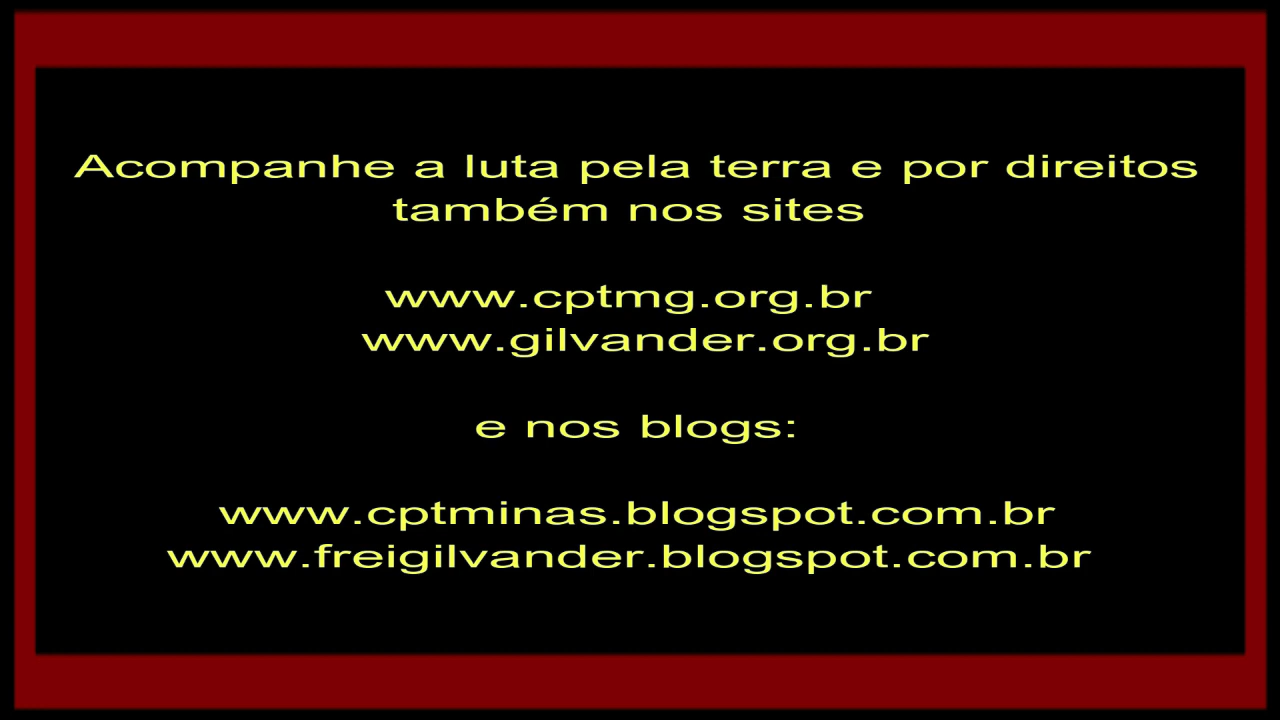 Acompanhe a luta pela terra e por direitos
também nos sites
www.cptmg.org.br
www.gilvander.org.br
e nos blogs:
www.cptminas.blogspot.com.br
www.freigilvander.blogspot.com.br